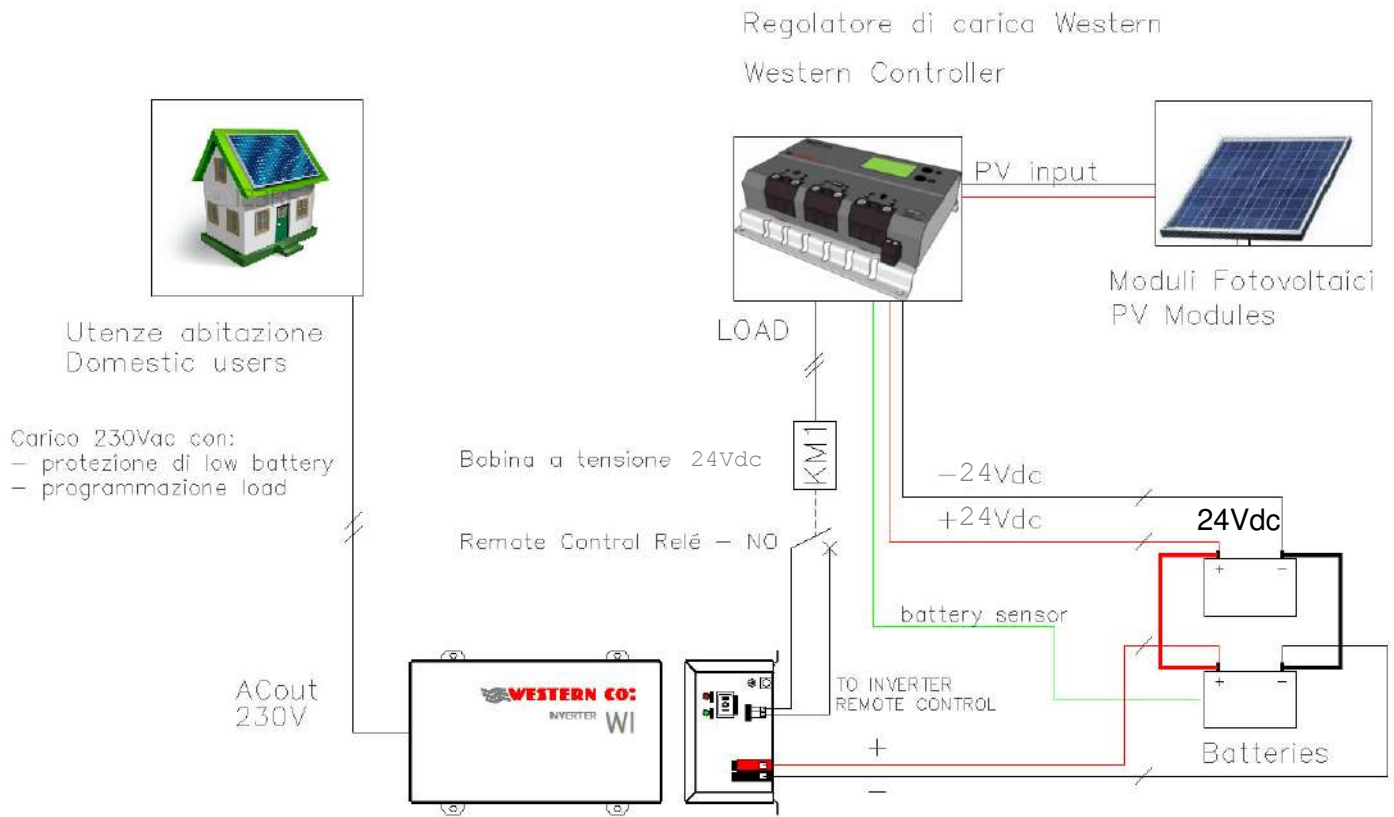 Regolatore di carica Western
Western Controller
PV input
Moduli Fotovoltaici
PV Modules
Utenze abitazione
Domestic users
LOAD
Carico 230Vac con:
– protezione di low battery
– programmazione load
Bobina a tensione 24Vdc
KM1
Remote Control Relé – NO
–24Vdc
+24Vdc
24Vdc
+ –
battery sensor
+ –
Batteries
ACout
230V
WESTERN CO:
INVERTER WI
TO INVERTER
REMOTE CONTROL
+
–